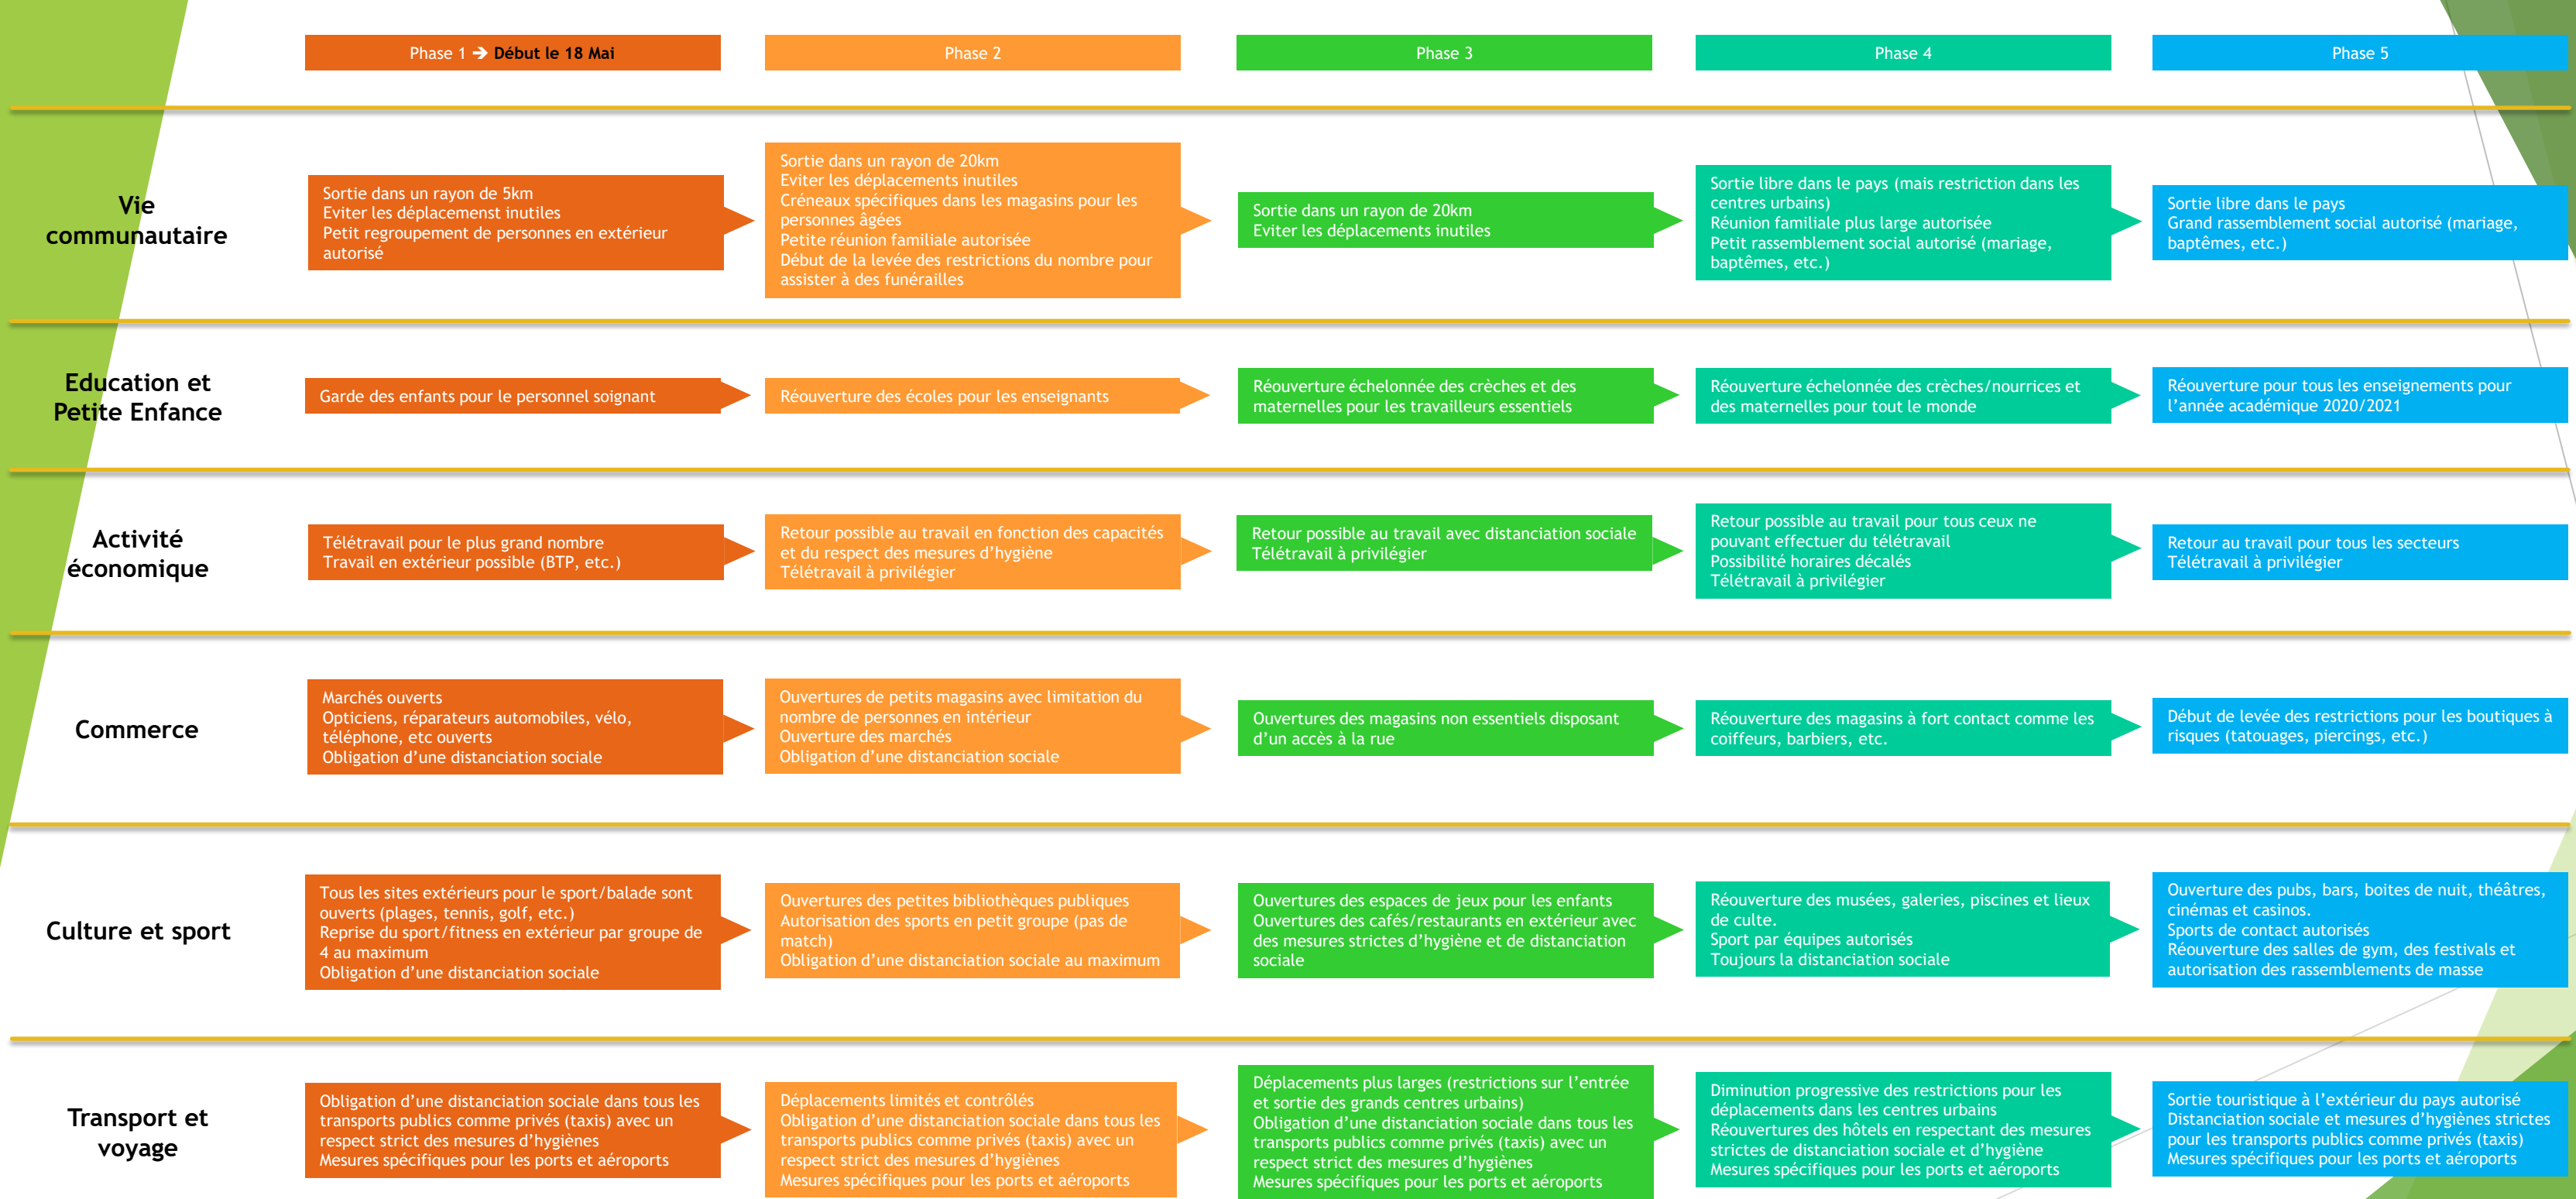 Phase 1 → Début le 18 Mai
Phase 2
Phase 3
Phase 4
Phase 5
Vie
communautaire
Sortie dans un rayon de 5km
Eviter les déplacemenst inutiles
Petit regroupement de personnes en extérieur
autorisé
Sortie dans un rayon de 20km
Eviter les déplacements inutiles
Créneaux spécifiques dans les magasins pour les
personnes âgées
Petite réunion familiale autorisée
Début de la levée des restrictions du nombre pour
assister à des funérailles
Sortie dans un rayon de 20km
Eviter les déplacements inutiles
Sortie libre dans le pays (mais restriction dans les
centres urbains)
Réunion familiale plus large autorisée
Petit rassemblement social autorisé (mariage,
baptêmes, etc.)
Sortie libre dans le pays
Grand rassemblement social autorisé (mariage,
baptêmes, etc.)
Education et
Petite Enfance
Garde des enfants pour le personnel soignant
Réouverture des écoles pour les enseignants
Réouverture échelonnée des crèches et des
maternelles pour les travailleurs essentiels
Réouverture échelonnée des crèches/nourrices et
des maternelles pour tout le monde
Réouverture pour tous les enseignements pour
l'année académique 2020/2021
Activité
économique
Télétravail pour le plus grand nombre
Travail en extérieur possible (BTP, etc.)
Retour possible au travail en fonction des capacités
et du respect des mesures d'hygiène
Télétravail à privilégier
Retour possible au travail avec distanciation sociale
Télétravail à privilégier
Retour possible au travail pour tous ceux ne
pouvant effectuer du télétravail
Possibilité horaires décalés
Télétravail à privilégier
Retour au travail pour tous les secteurs
Télétravail à privilégier
Commerce
Marchés ouverts
Opticiens, réparateurs automobiles, vélo,
téléphone, etc ouverts
Obligation d'une distanciation sociale
Ouvertures de petits magasins avec limitation du
nombre de personnes en intérieur
Ouverture des marchés
Obligation d'une distanciation sociale
Ouvertures des magasins non essentiels disposant
d'un accès à la rue
Réouverture des magasins à fort contact comme les
coiffeurs, barbiers, etc.
Début de levée des restrictions pour les boutiques à
risques (tatouages, piercings, etc.)
Culture et sport
Tous les sites extérieurs pour le sport/balade sont
ouverts (plages, tennis, golf, etc.)
Reprise du sport/fitness en extérieur par groupe de
4 au maximum
Obligation d'une distanciation sociale
Ouvertures des petites bibliothèques publiques
Autorisation des sports en petit groupe (pas de
match)
Obligation d'une distanciation sociale au maximum
Ouvertures des espaces de jeux pour les enfants
Ouvertures des cafés/restaurants en extérieur avec
des mesures strictes d'hygiène et de distanciation
sociale
Réouverture des musées, galeries, piscines et lieux
de culte.
Sport par équipes autorisés
Toujours la distanciation sociale
Ouverture des pubs, bars, boites de nuit, théâtres,
cinémas et casinos.
Sports de contact autorisés
Réouverture des salles de gym, des festivals et
autorisation des rassemblements de masse
Transport et
voyage
Obligation d'une distanciation sociale dans tous les
transports publics comme privés (taxis) avec un
respect strict des mesures d'hygiènes
Mesures spécifiques pour les ports et aéroports
Déplacements limités et contrôlés
Obligation d'une distanciation sociale dans tous les
transports publics comme privés (taxis) avec un
respect strict des mesures d'hygiènes
Mesures spécifiques pour les ports et aéroports
Déplacements plus larges (restrictions sur l'entrée
et sortie des grands centres urbains)
Obligation d'une distanciation sociale dans tous les
transports publics comme privés (taxis) avec un
respect strict des mesures d'hygiènes
Mesures spécifiques pour les ports et aéroports
Diminution progressive des restrictions pour les
déplacements dans les centres urbains
Réouvertures des hôtels en respectant des mesures
strictes de distanciation sociale et d'hygiène
Mesures spécifiques pour les ports et aéroports
Sortie touristique à l'extérieur du pays autorisé
Distanciation sociale et mesures d'hygiènes strictes
pour les transports publics comme privés (taxis)
Mesures spécifiques pour les ports et aéroports